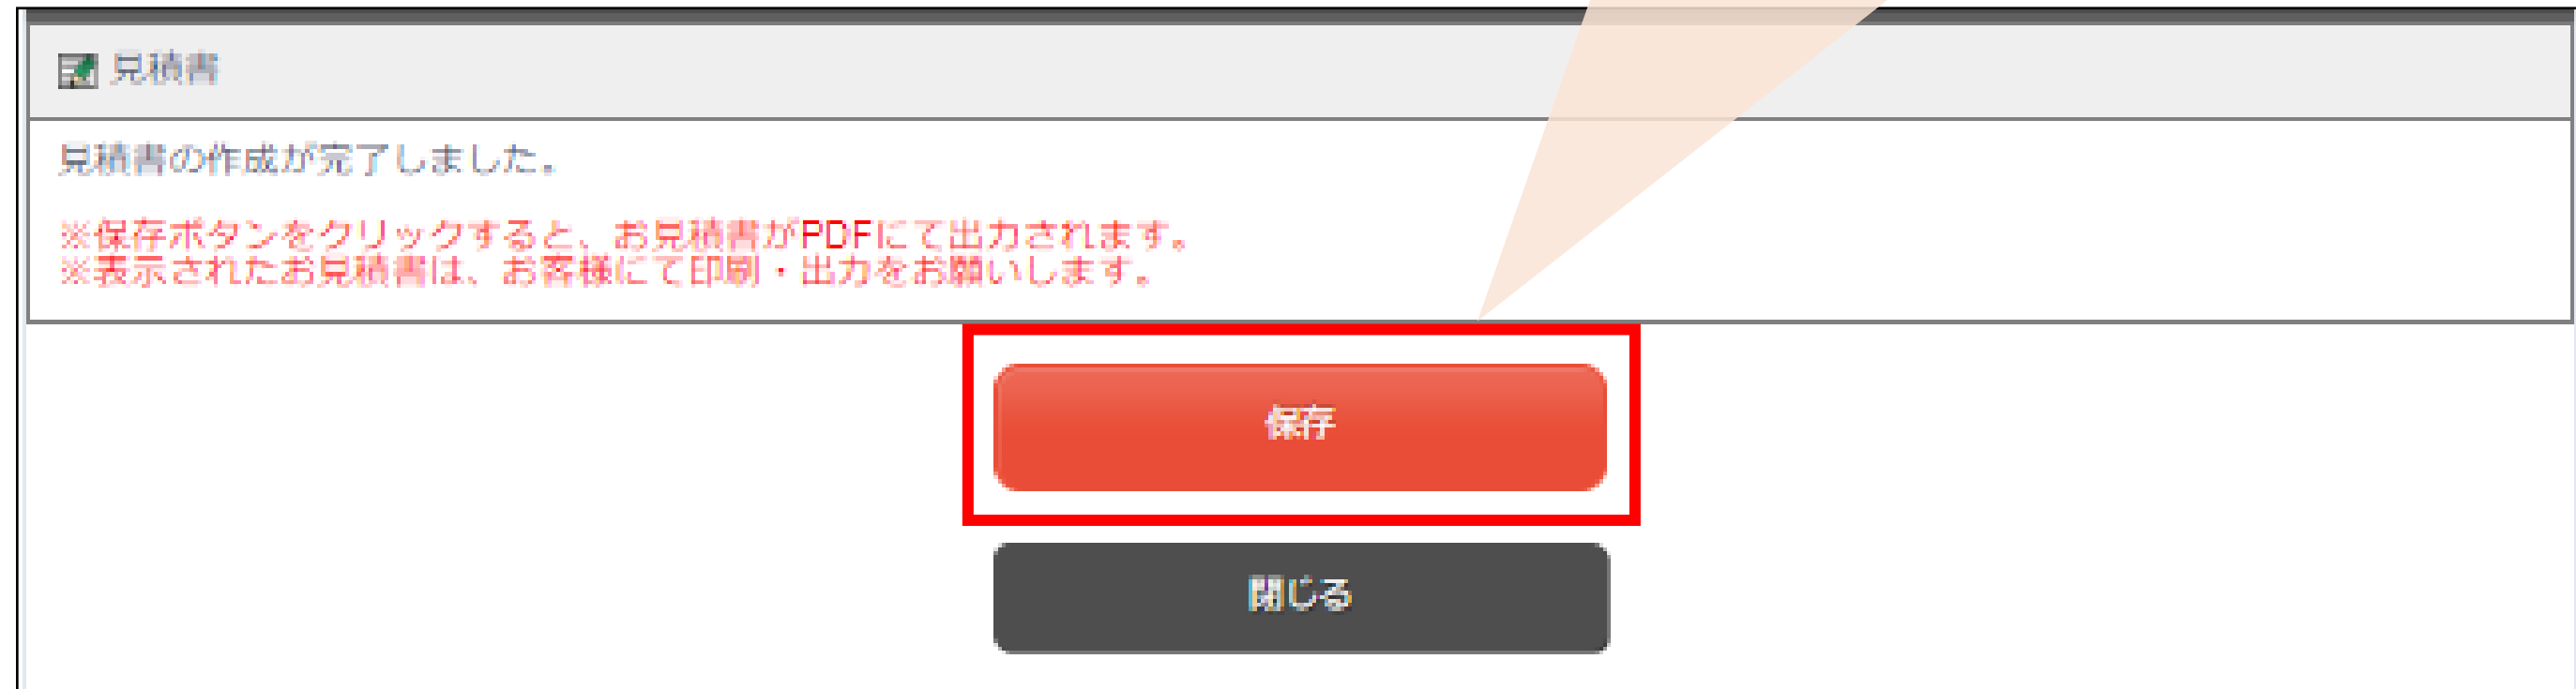 見積書
見積書の作成が完了しました。
※保存ボタンをクリックすると、お見積書がPDFにて出力されます。
※表示されたお見積書は、お客様にて印刷・出力をお願いします。
保存
閉じる